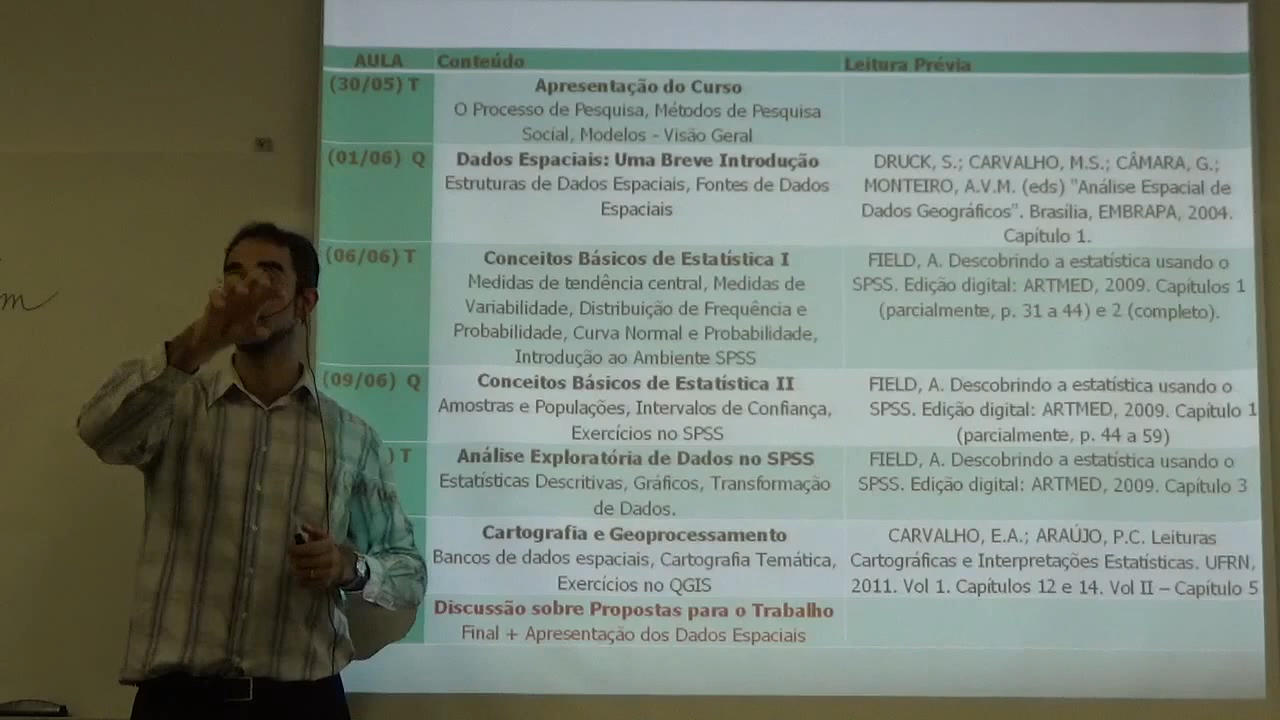 AULA Conteúdo Leitura Prévia
(30/05) T Apresentação do Curso
O Processo de Pesquisa, Métodos de Pesquisa
Social, Modelos - Visão Geral
(01/06) Q Dados Espaciais: Uma Breve Introdução
Estruturas de Dados Espaciais, Fontes de Dados
Espaciais
DRUCK, S.; CARVALHO, M.S.; CÂMARA, G.;
MONTEIRO, A.V.M. (eds) "Análise Espacial de
Dados Geográficos". Brasília, EMBRAPA, 2004.
Capítulo 1.
(06/06) T Conceitos Básicos de Estatística I
Medidas de tendência central, Medidas de
Variabilidade, Distribuição de Frequência e
Probabilidade, Curva Normal e Probabilidade,
Introdução ao Ambiente SPSS
FIELD, A. Descobrindo a estatística usando o
SPSS. Edição digital: ARTMED, 2009. Capítulos 1
(parcialmente, p. 31 a 44) e 2 (completo).
(09/06) Q Conceitos Básicos de Estatística II
Amostras e Populações, Intervalos de Confiança,
Exercícios no SPSS
FIELD, A. Descobrindo a estatística usando o
SPSS. Edição digital: ARTMED, 2009. Capítulo 1
(parcialmente, p. 44 a 59)
) T Análise Exploratória de Dados no SPSS
Estatísticas Descritivas, Gráficos, Transformação
de Dados.
FIELD, A. Descobrindo a estatística usando o
SPSS. Edição digital: ARTMED, 2009. Capítulo 3
Cartografia e Geoprocessamento
Bancos de dados espaciais, Cartografia Temática,
Exercícios no QGIS
CARVALHO, E.A.; ARAÚJO, P.C. Leituras
Cartográficas e Interpretações Estatísticas. UFRN,
2011. Vol 1. Capítulos 12 e 14. Vol II – Capítulo 5
Discussão sobre Propostas para o Trabalho
Final + Apresentação dos Dados Espaciais